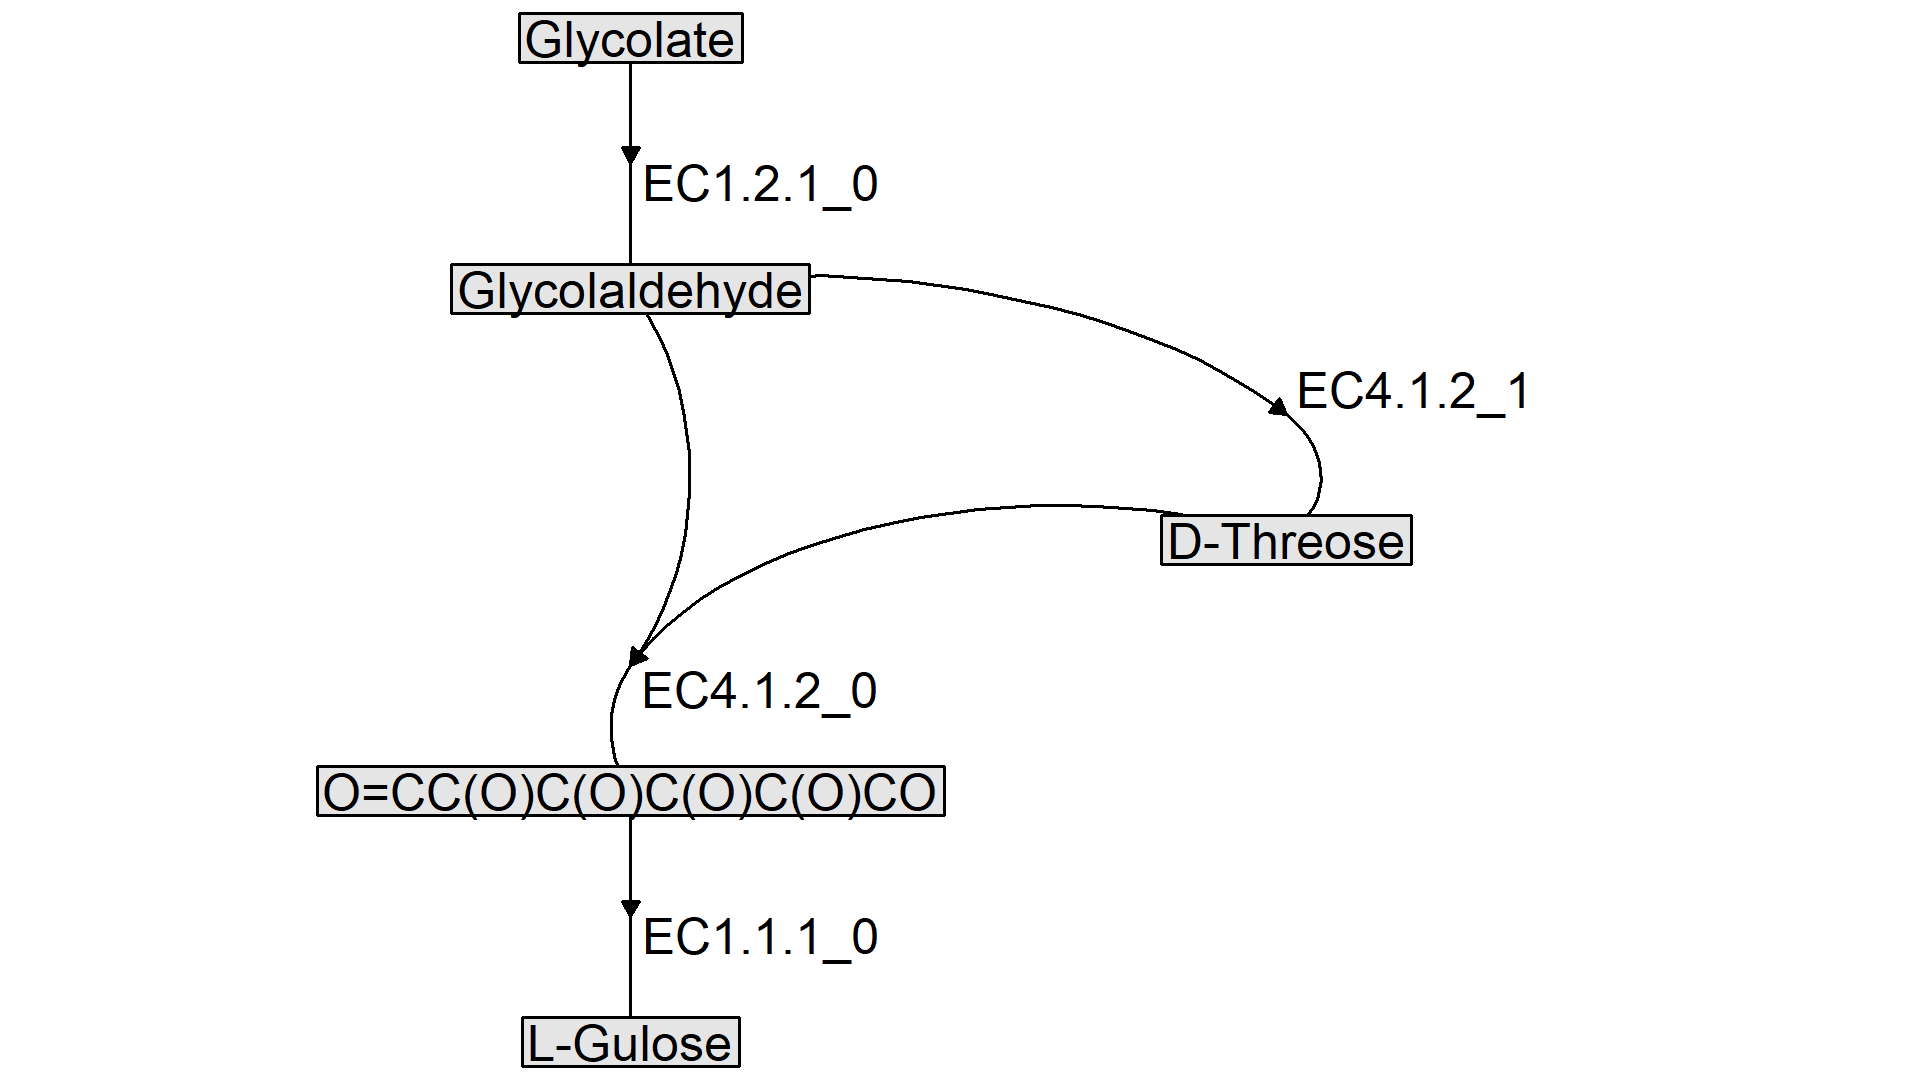 Glycolate
EC1.2.1_0
Glycolaldehyde
EC4.1.2_1
D-Threose
EC4.1.2_0
O=CC(O)C(O)C(O)C(O)CO
EC1.1.1_0
L-Gulose